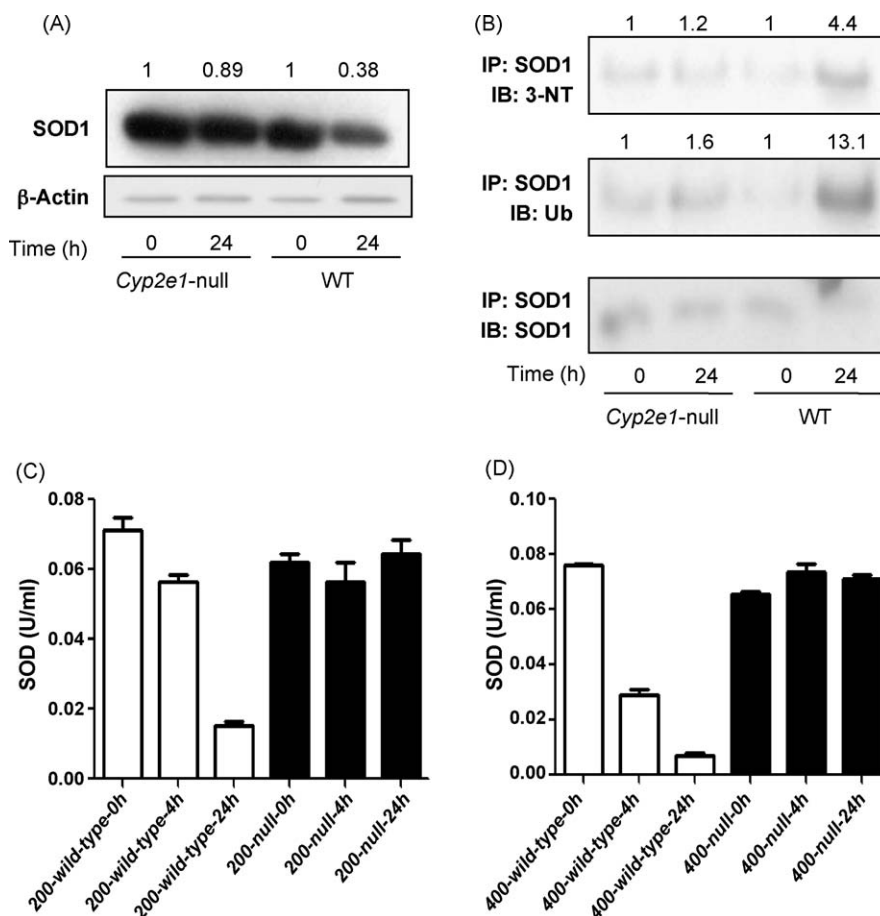 (A)
1 0.89 1 0.38
SOD1
β-Actin
Time (h) 0 24 0 24
Cyp2e1-null WT
(B)
1 1.2 1 4.4
IP: SOD1
IB: 3-NT
1 1.6 1 13.1
IP: SOD1
IB: Ub
IP: SOD1
IB: SOD1
Time (h) 0 24 0 24
Cyp2e1-null WT
(C)
0.08
0.06
0.04
0.02
0.00
SOD (U/ml)
200-wild-type-0h
200-wild-type-4h
200-wild-type-24h
200-null-0h
200-null-4h
200-null-24h
(D)
0.10
0.08
0.06
0.04
0.02
0.00
SOD (U/ml)
400-wild-type-0h
400-wild-type-4h
400-wild-type-24h
400-null-0h
400-null-4h
400-null-24h